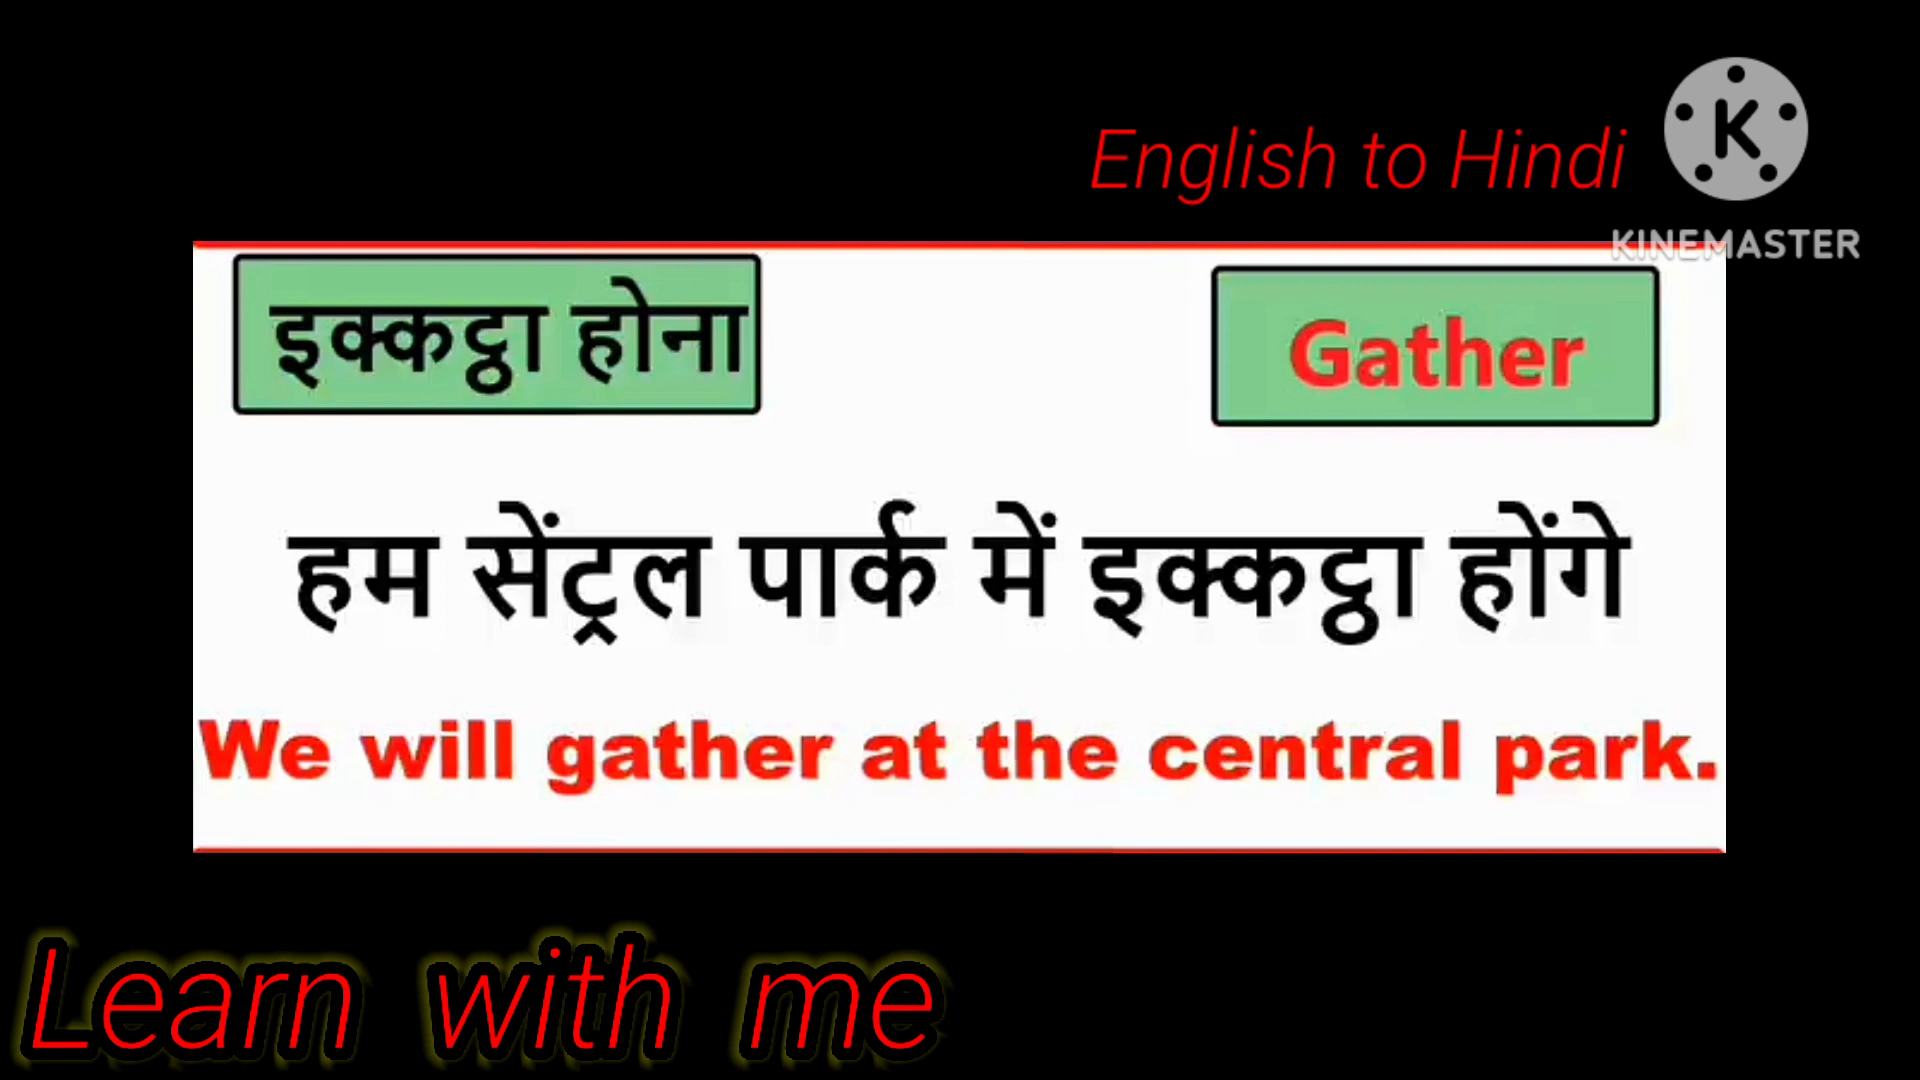 English to Hindi
K
KINEMASTER
इक्कट्ठा होना
Gather
हम सेंट्रल पार्क में इक्कट्ठा होंगे
We will gather at the central park.
Learn with me